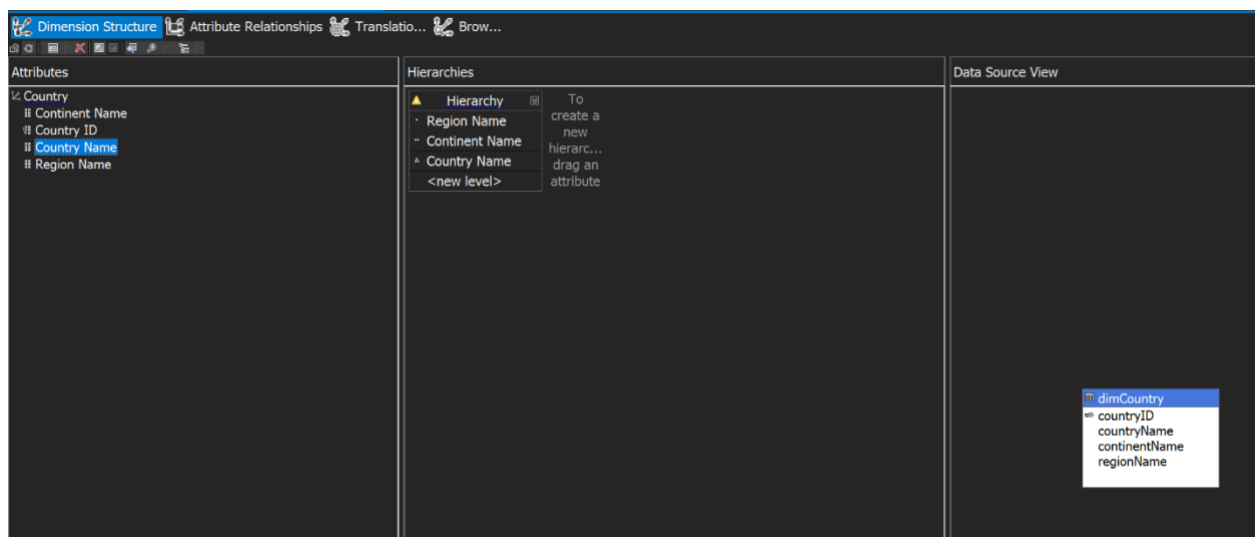 Dimension Structure Attribute Relationships Translatio... Brow...
Attributes
Country
Continent Name
Country ID
Country Name
Region Name
Hierarchies
Hierarchy
Region Name
Continent Name
Country Name
<new level>
To
create a
new
hierarc...
drag an
attribute
Data Source View
dimCountry
countryID
countryName
continentName
regionName